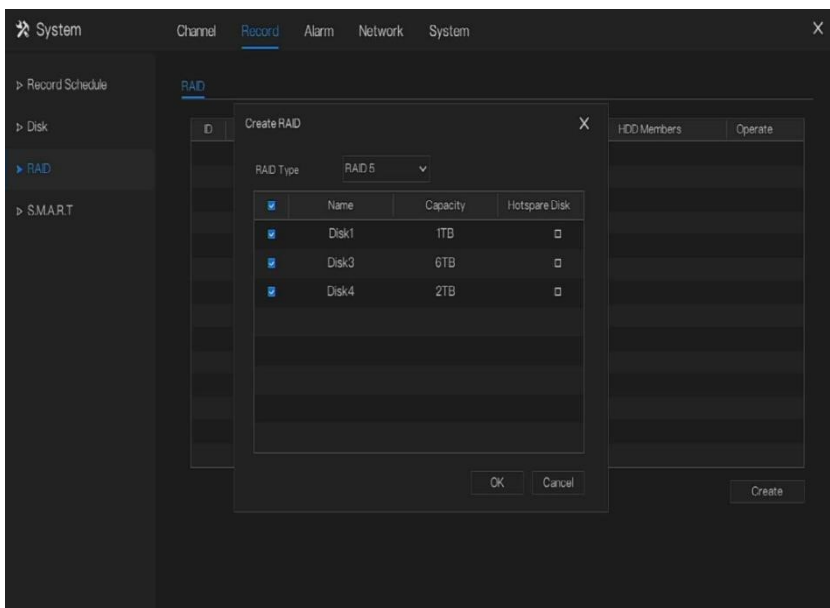 System Channel Record Alarm Network System X
Record Schedule
Disk
RAID
S.M.A.R.T
RAID
ID HDD Members Operate
Create RAID X
RAID Type RAID 5
Name Capacity Hotspare Disk
Disk1 1TB
Disk3 6TB
Disk4 2TB
OK Cancel
Create